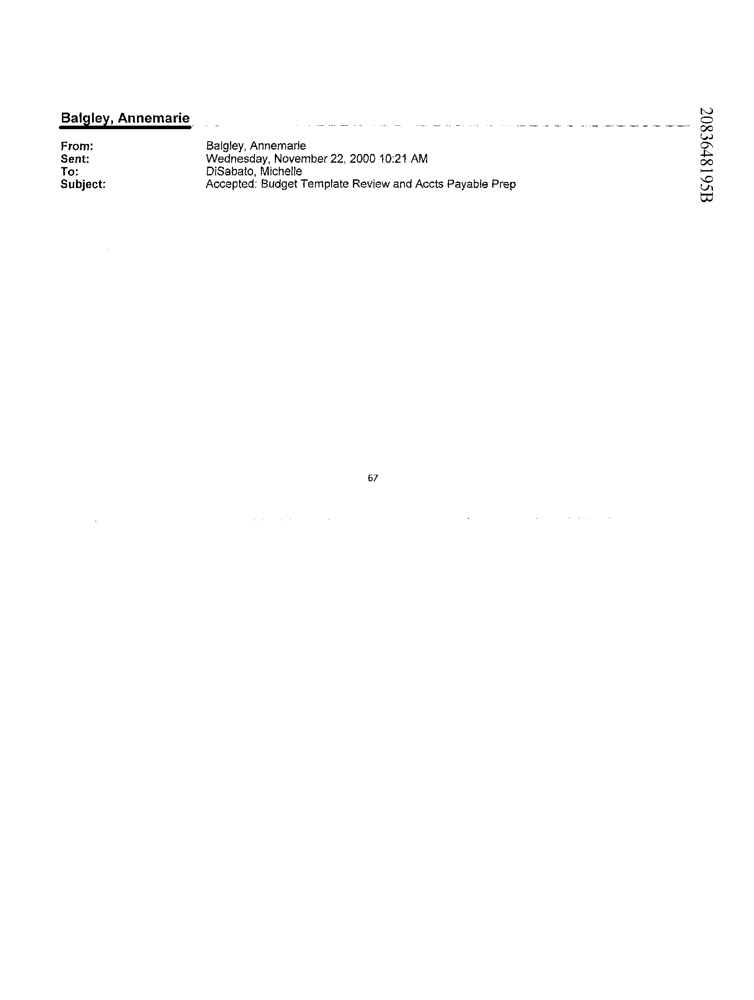 Balgley, Annemarie
From: Balgley, Annemarie
Sent: Wednesday, November 22, 2000 10:21 AM
To: DiSabato, Michelle
Subject: Accepted: Budget Template Review and Accts Payable Prep
2083648195B
67